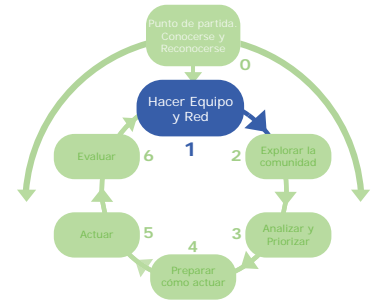 Punto de partida
Conocerse y
Reconocerse
0
Hacer Equipo
y Red
1
Evaluar
6
2
Explorar la
comunidad
Actuar
5
3
Analizar y
Priorizar
4
Preparar
cómo actuar